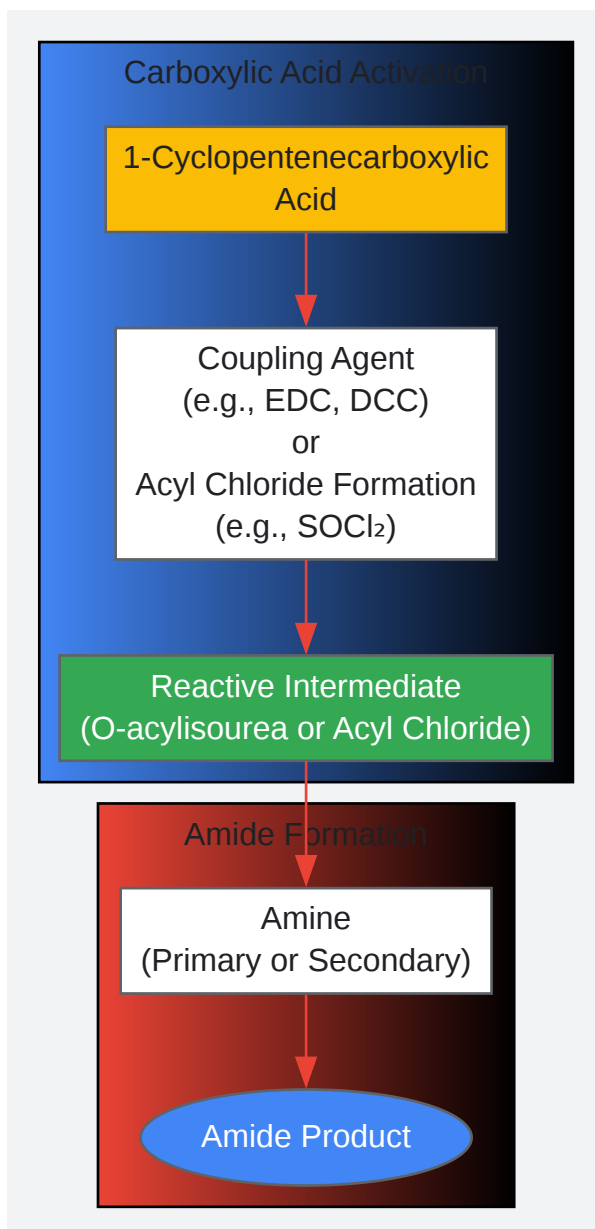 Carboxylic Acid Activation
1-Cyclopentenecarboxylic
Acid
Coupling Agent
(e.g., EDC, DCC)
or
Acyl Chloride Formation
(e.g., SOCl₂)
Reactive Intermediate
(O-acylisourea or Acyl Chloride)
Amide Formation
Amine
(Primary or Secondary)
Amide Product